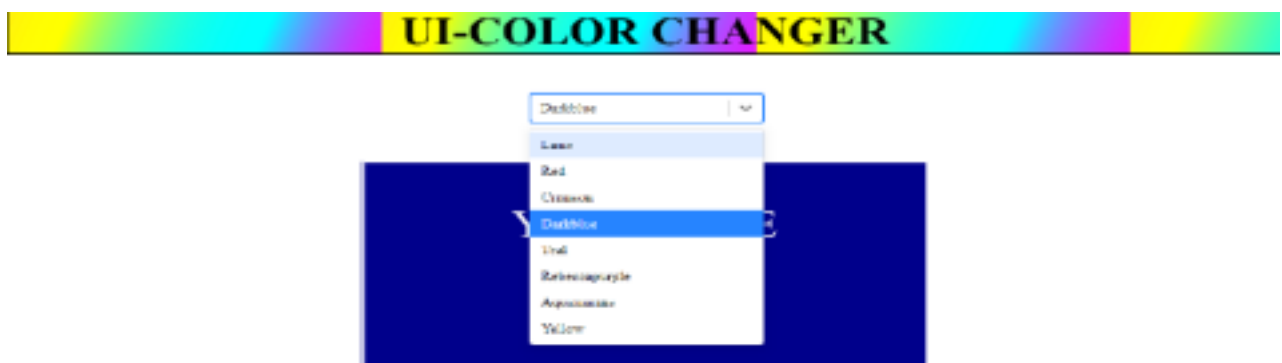 UI-COLOR CHANGER
Darkblue
Lime
Red
Crimson
Darkblue
Teal
Rebeccapurple
Aquamarine
Yellow